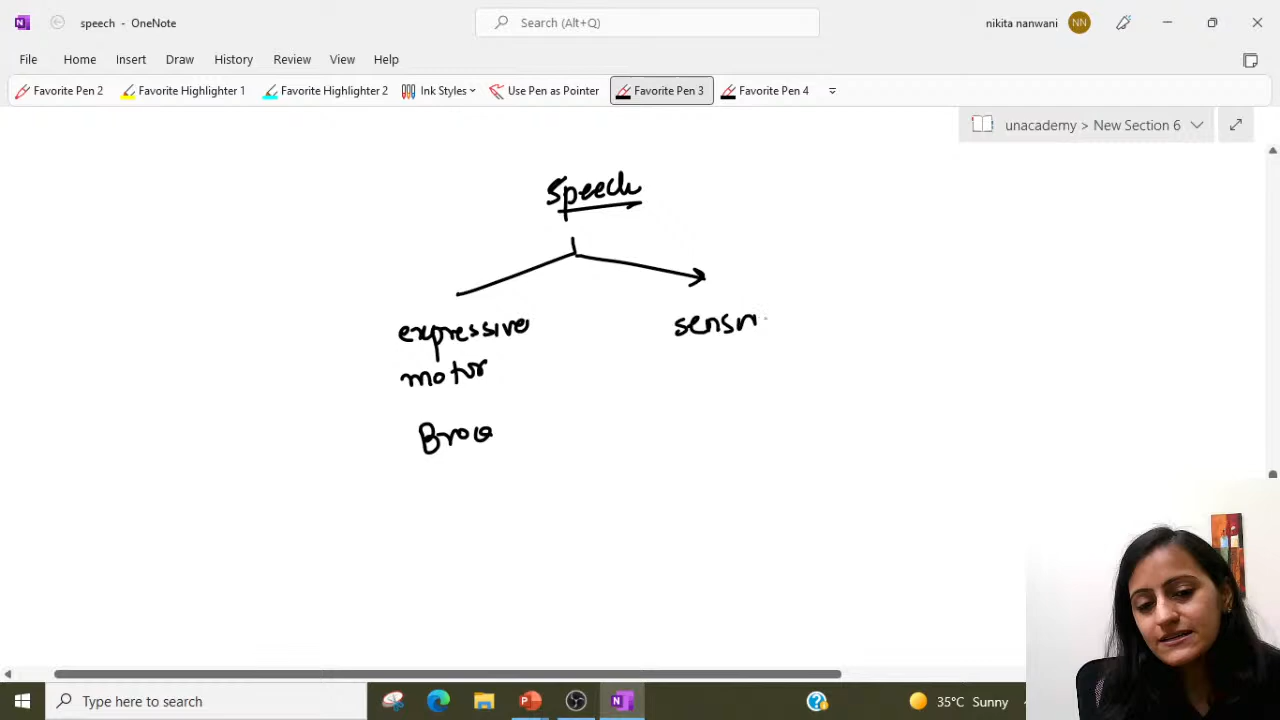 speech - OneNote
Search (Alt+Q)
nikita nanwani
NN
File Home Insert Draw History Review View Help
Favorite Pen 2 Favorite Highlighter 1 Favorite Highlighter 2 Ink Styles Use Pen as Pointer Favorite Pen 3 Favorite Pen 4
unacademy > New Section 6
speech
expressive
sensr
motor
Broca
Type here to search
35°C Sunny